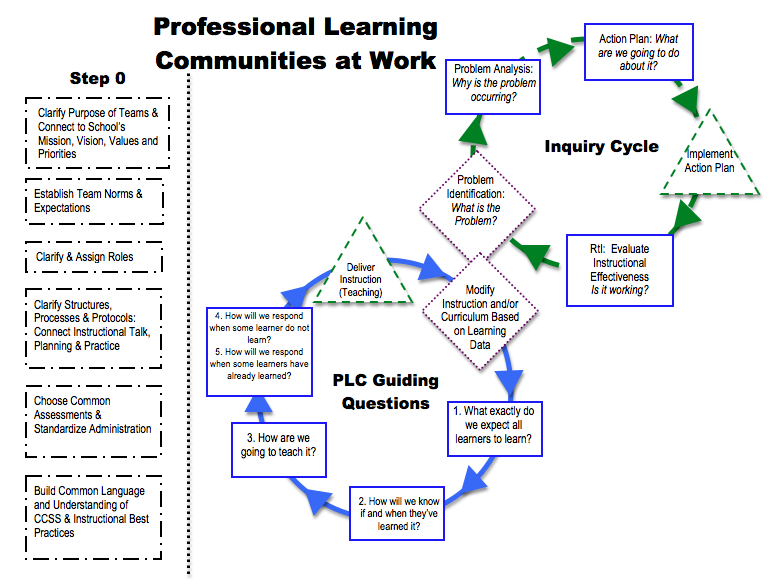 Professional Learning
Communities at Work
Step 0
Clarify Purpose of Teams &
Connect to School's
Mission, Vision, Values and
Priorities
Establish Team Norms &
Expectations
Clarify & Assign Roles
Clarify Structures,
Processes & Protocols:
Connect Instructional Talk,
Planning & Practice
Choose Common
Assessments &
Standardize Administration
Build Common Language
and Understanding of
CCSS & Instructional Best
Practices
Inquiry Cycle
Problem
Identification:
What is the
Problem?
Problem Analysis:
Why is the problem
occurring?
Action Plan: What
are we going to do
about it?
Implement
Action Plan
RtI: Evaluate
Instructional
Effectiveness
Is it working?
PLC Guiding
Questions
Modify
Instruction and/or
Curriculum Based
on Learning
Data
1. What exactly do
we expect all
learners to learn?
2. How will we know
if and when they've
learned it?
3. How are we
going to teach it?
4. How will we respond
when some learner do not
learn?
5. How will we respond
when some learners have
already learned?
Deliver
Instruction
(Teaching)